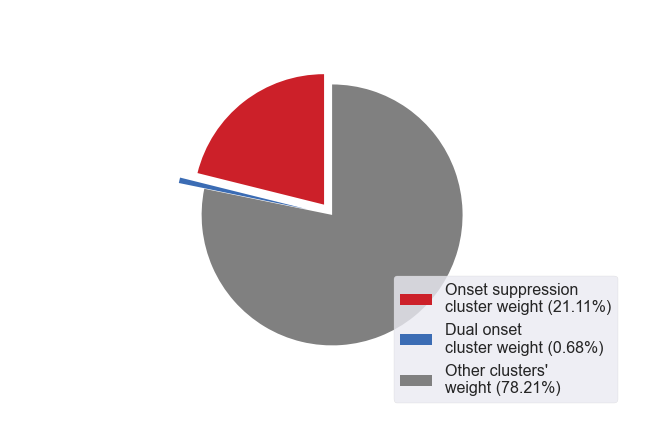 Onset suppression
cluster weight (21.11%)
Dual onset
cluster weight (0.68%)
Other clusters'
weight (78.21%)